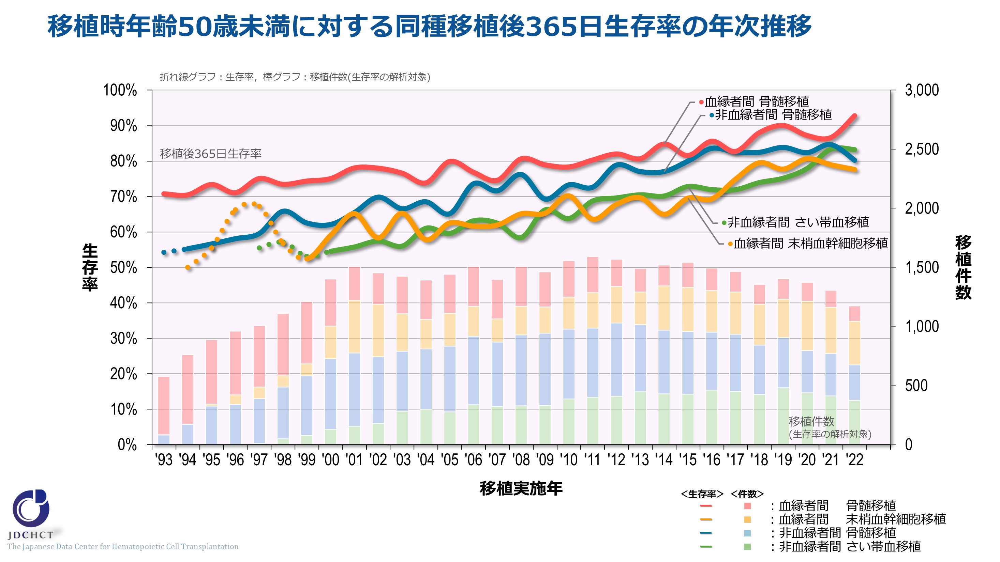 移植時年齢50歳未満に対する同種移植後365日生存率の年次推移
折れ線グラフ：生存率，棒グラフ：移植件数(生存率の解析対象)
100%
90%
80%
70%
60%
50%
40%
30%
20%
10%
0%
3,000
2,500
2,000
1,500
1,000
500
0
生存率
移植件数
移植後365日生存率
血縁者間 骨髄移植
非血縁者間 骨髄移植
非血縁者間 さい帯血移植
血縁者間 末梢血幹細胞移植
移植件数
(生存率の解析対象)
'93 '94 '95 '96 '97 '98 '99 '00 '01 '02 '03 '04 '05 '06 '07 '08 '09 '10 '11 '12 '13 '14 '15 '16 '17 '18 '19 '20 '21 '22
移植実施年
＜生存率＞ ＜件数＞
：血縁者間 骨髄移植
：血縁者間 末梢血幹細胞移植
：非血縁者間 骨髄移植
：非血縁者間 さい帯血移植
JDCHCT
The Japanese Data Center for Hematopoietic Cell Transplantation